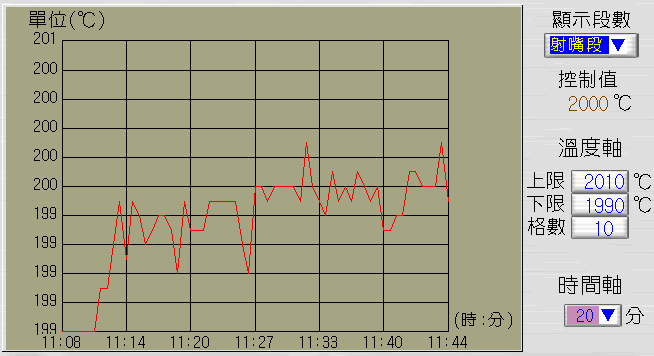 單位(℃)
201
200
200
200
200
200
199
199
199
199
199
11:08 11:14 11:20 11:27 11:33 11:40 11:44
(時:分)
顯示段數
射嘴段
控制值
2000 ℃
溫度軸
上限 2010 ℃
下限 1990 ℃
格數 10
時間軸
20 分